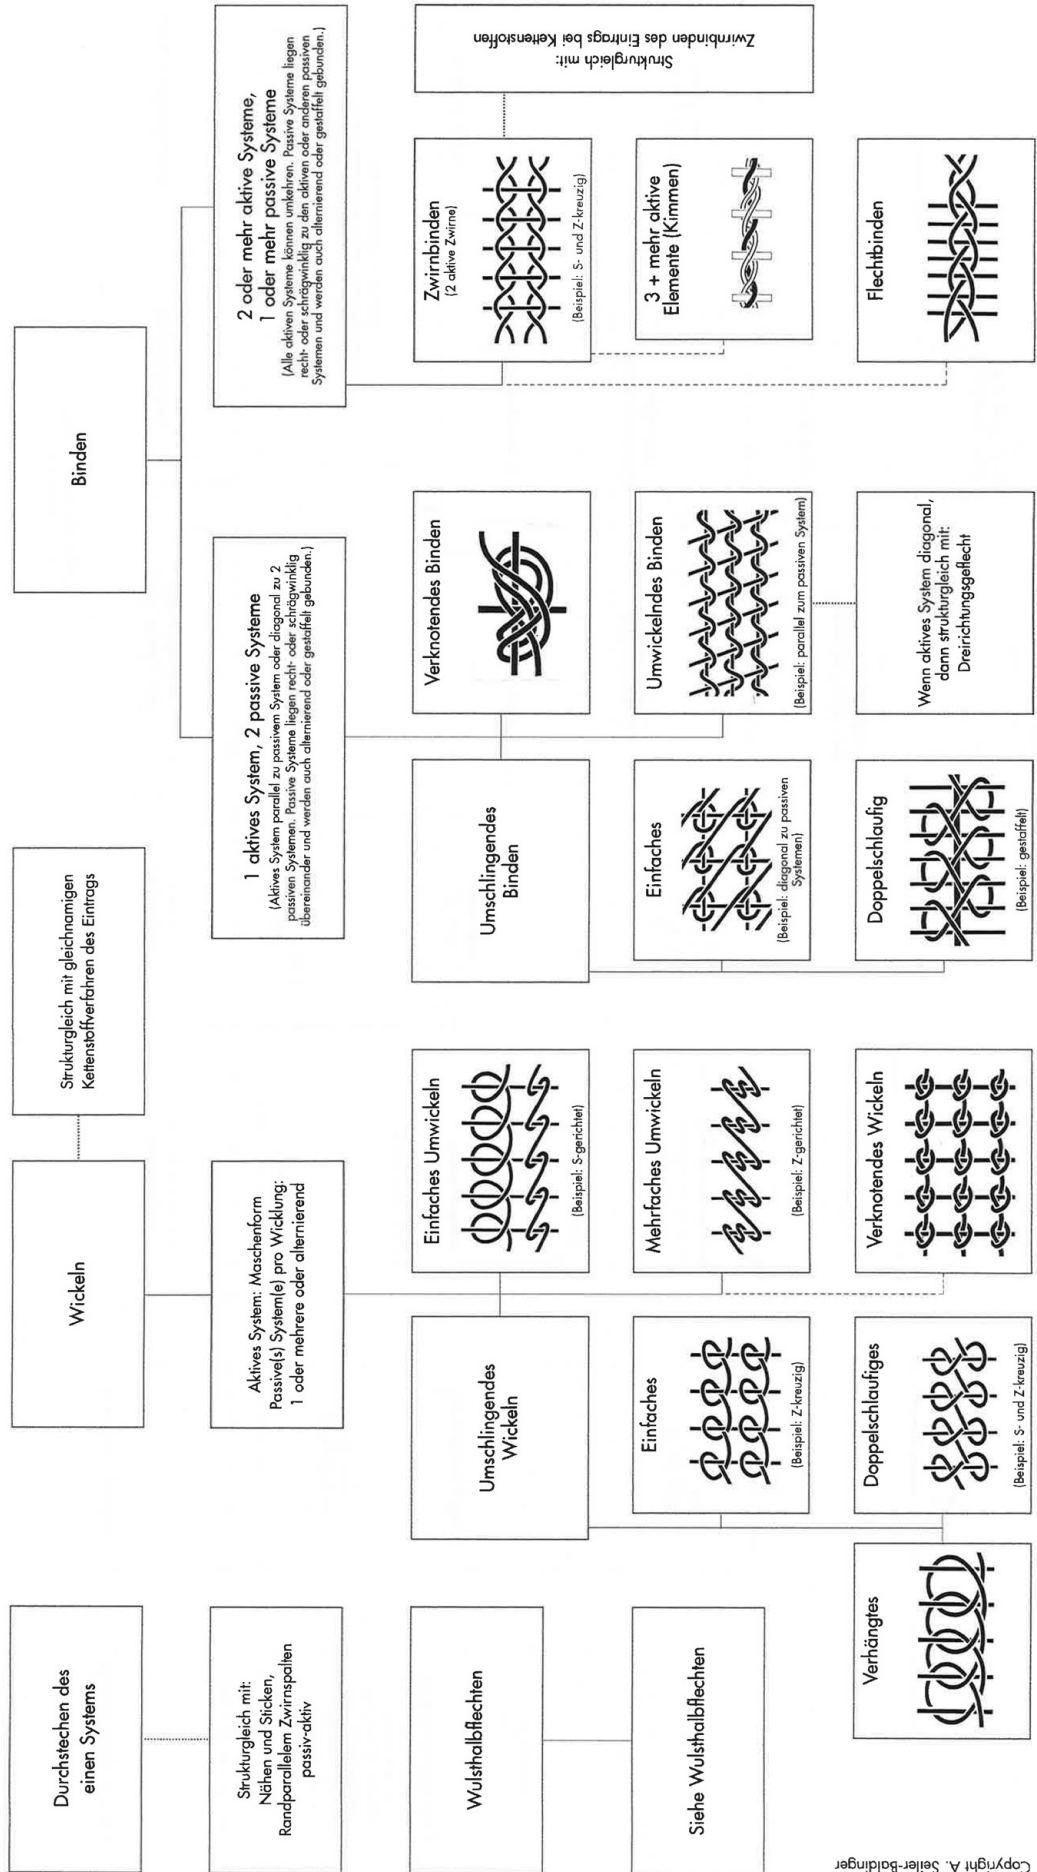 Durchstechen des
einen Systems
Strukturgleich mit:
Nähen und Sticken,
Randparallelem Zwirnspalten
passiv-aktiv
Wulsthalbflechten
Siehe Wulsthalbflechten
Wickeln
Strukturgleich mit gleichnamigen
Kettenstoffverfahren des Eintrags
Aktives System: Maschenform
Passive(s) System(e) pro Wicklung:
1 oder mehrere oder alternierend
Umschlingendes
Wickeln
Einfaches Umwickeln
(Beispiel: S-gerichtet)
Einfaches
(Beispiel: Z-kreuzig)
Mehrfaches Umwickeln
(Beispiel: Z-gerichtet)
Verhängtes
Doppelschlaufiges
(Beispiel: S- und Z-kreuzig)
Verknotendes Wickeln
Binden
1 aktives System, 2 passive Systeme
(Aktives System parallel zu passivem System oder diagonal zu 2
passiven Systemen. Passive Systeme liegen recht- oder schrägwinklig
übereinander und werden auch alternierend oder gestaffelt gebunden.)
2 oder mehr aktive Systeme,
1 oder mehr passive Systeme
(Alle aktiven Systeme können umkehren. Passive Systeme liegen
recht- oder schrägwinklig zu den aktiven oder anderen passiven
Systemen und werden auch alternierend oder gestaffelt gebunden.)
Umschlingendes
Binden
Verknotendes Binden
Einfaches
(Beispiel: diagonal zu passiven
Systemen)
Umwickelndes Binden
(Beispiel: parallel zum passiven System)
Doppelschlaufig
(Beispiel: gestaffelt)
Wenn aktives System diagonal,
dann strukturgleich mit:
Dreirichtungsgeflecht
Zwirnbinden
(2 aktive Zwirne)
(Beispiel: S- und Z-kreuzig)
Strukturgleich mit:
Zwirnbinden des Eintrags bei Kettenstoffen
3 + mehr aktive
Elemente (Kimmen)
Flechtbinden
Copyright A. Seiler-Baldinger